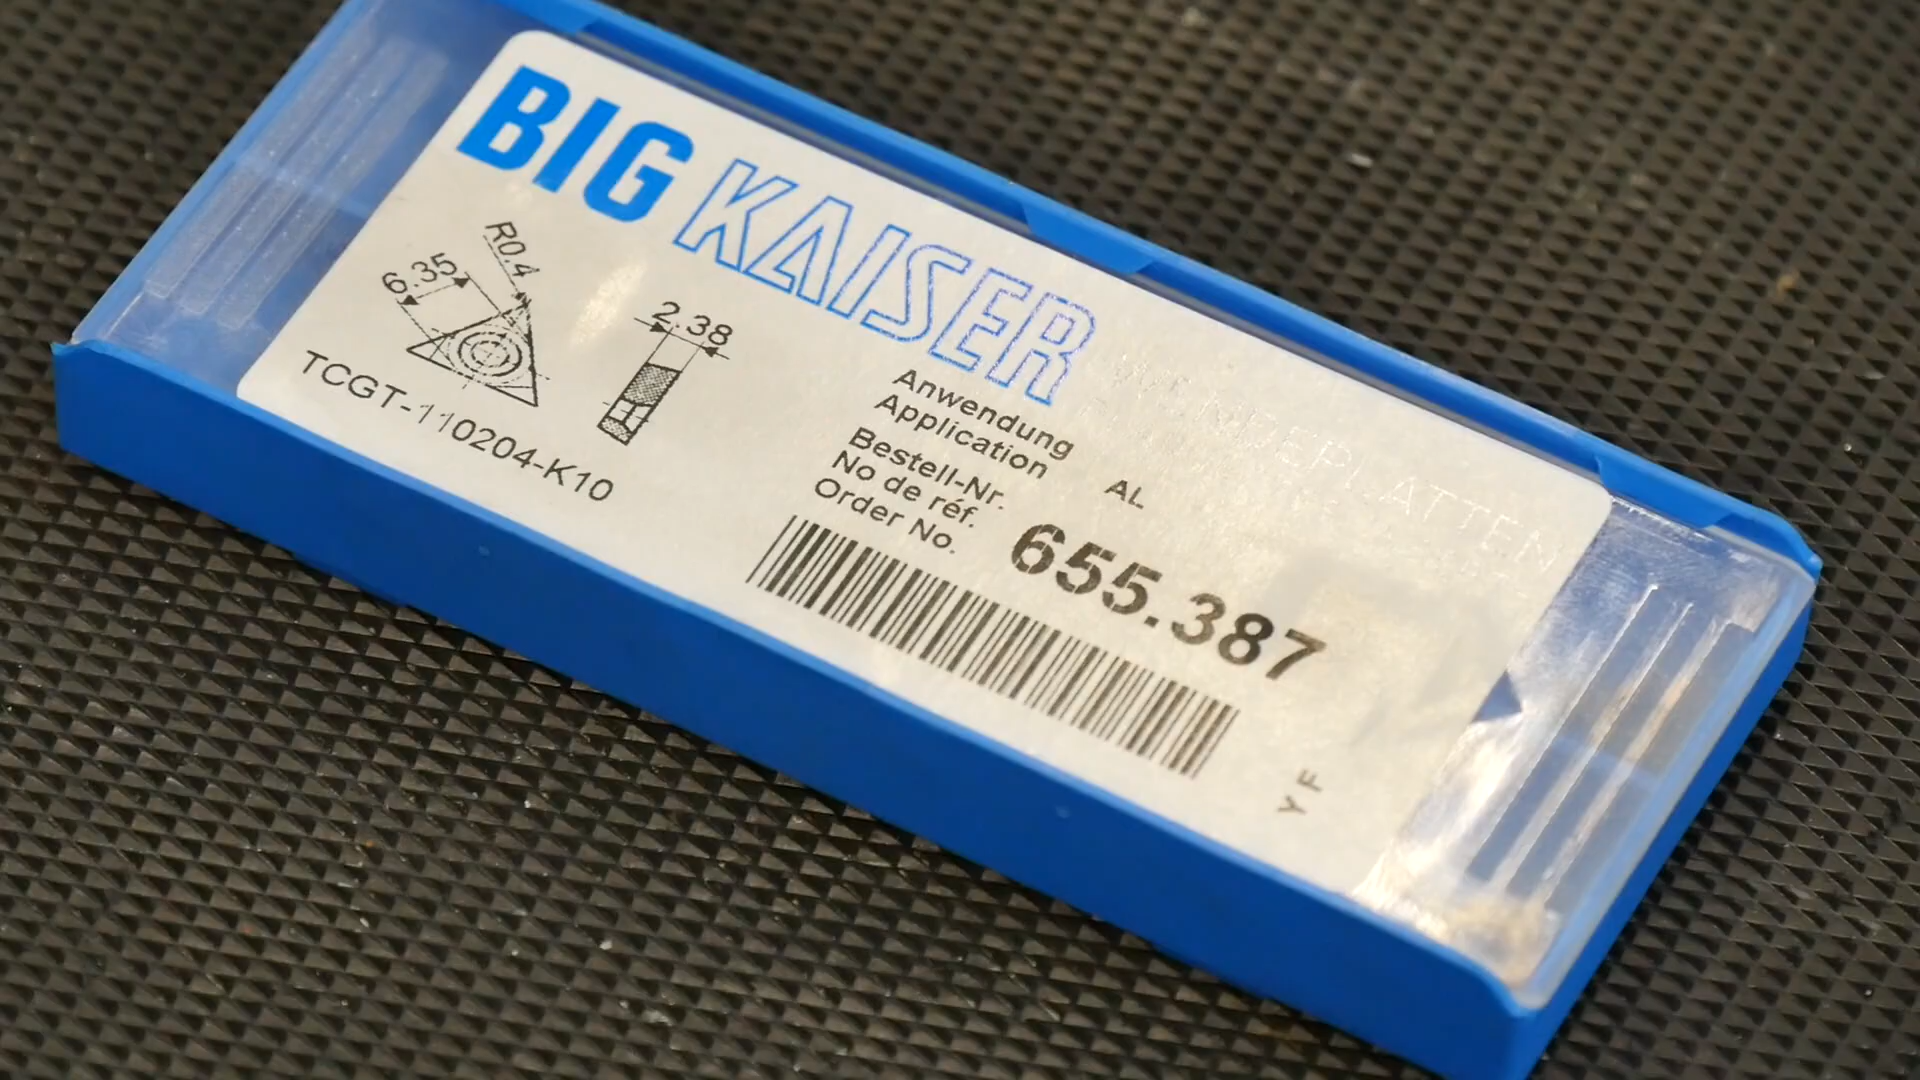 BIG KAISER
WENDEPLATTEN
R0.4
6.35
2.38
TCGT-110204-K10
Anwendung
Application AL
Bestell-Nr.
No de réf.
Order No. 655.387
YF